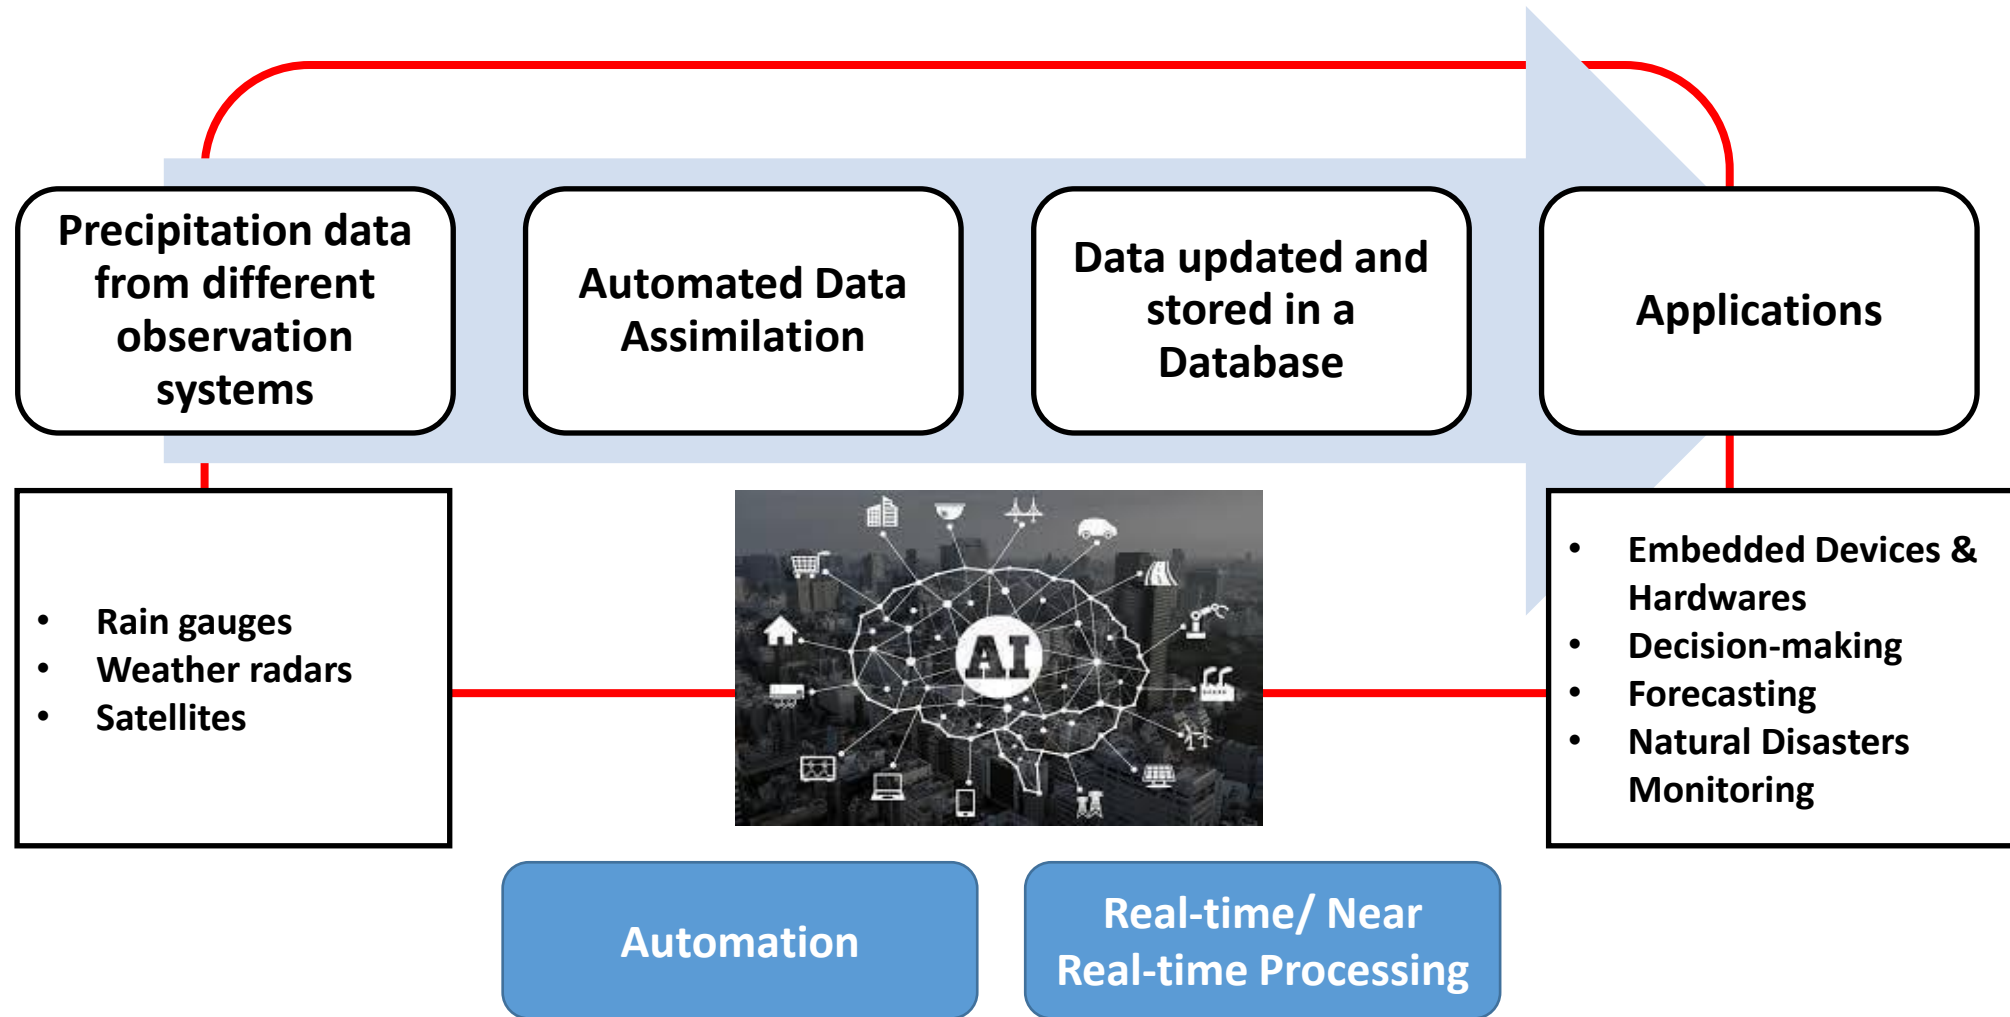 Precipitation data
from different
observation
systems
Automated Data
Assimilation
Data updated and
stored in a
Database
Applications
• Rain gauges
• Weather radars
• Satellites
AI
• Embedded Devices &
Hardwares
• Decision-making
• Forecasting
• Natural Disasters
Monitoring
Automation
Real-time/ Near
Real-time Processing